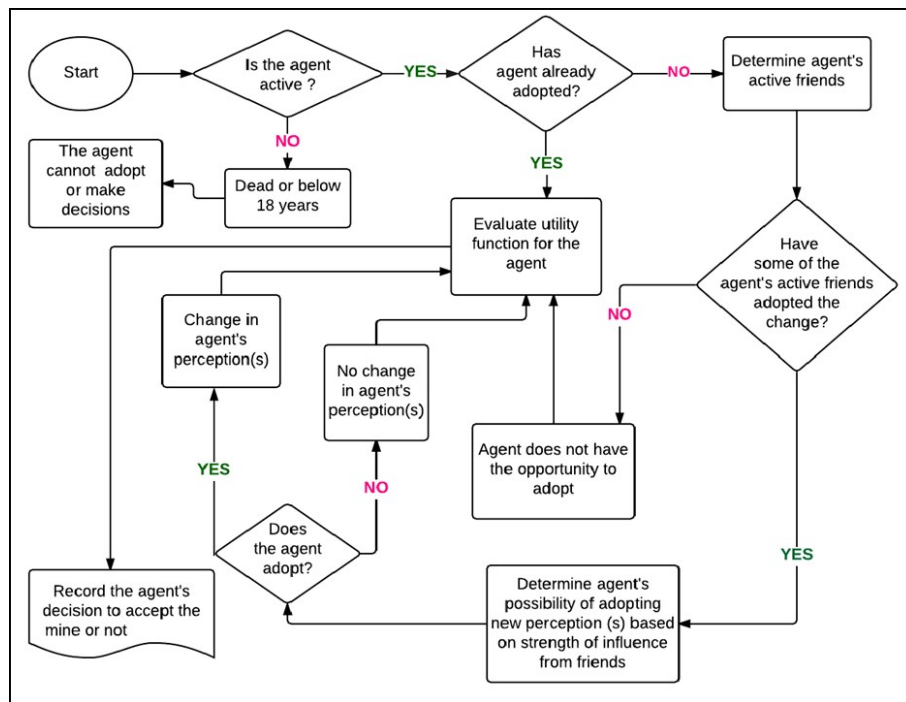 Start
Is the agent
active ?
YES
Has
agent already
adopted?
NO
Determine agent's
active friends
NO
YES
The agent
cannot adopt
or make
decisions
Dead or below
18 years
Evaluate utility
function for the
agent
Have
some of the
agent's active friends
adopted the
change?
NO
Change in
agent's
perception(s)
No change
in agent's
perception(s)
Agent does not have
the opportunity to
adopt
YES
NO
Does
the agent
adopt?
YES
Record the agent's
decision to accept the
mine or not
Determine agent's
possibility of adopting
new perception (s) based
on strength of influence
from friends